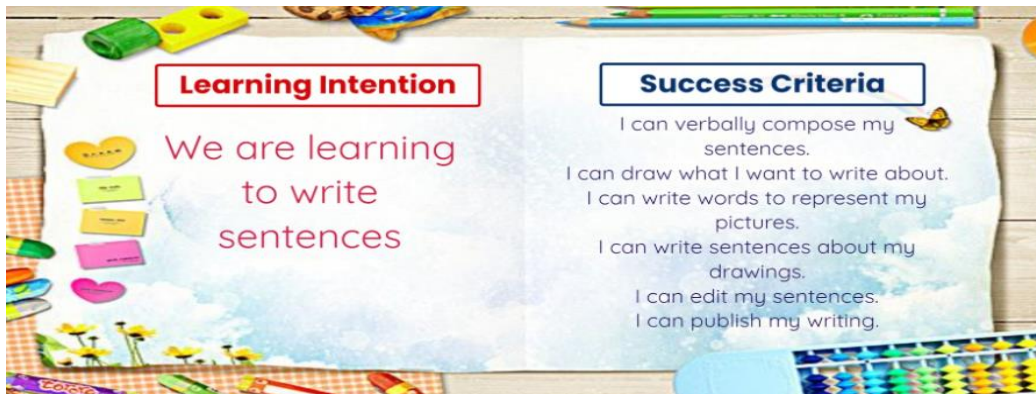 Learning Intention
We are learning
to write
sentences
Success Criteria
I can verbally compose my
sentences.
I can draw what I want to write about.
I can write words to represent my
pictures.
I can write sentences about my
drawings.
I can edit my sentences.
I can publish my writing.